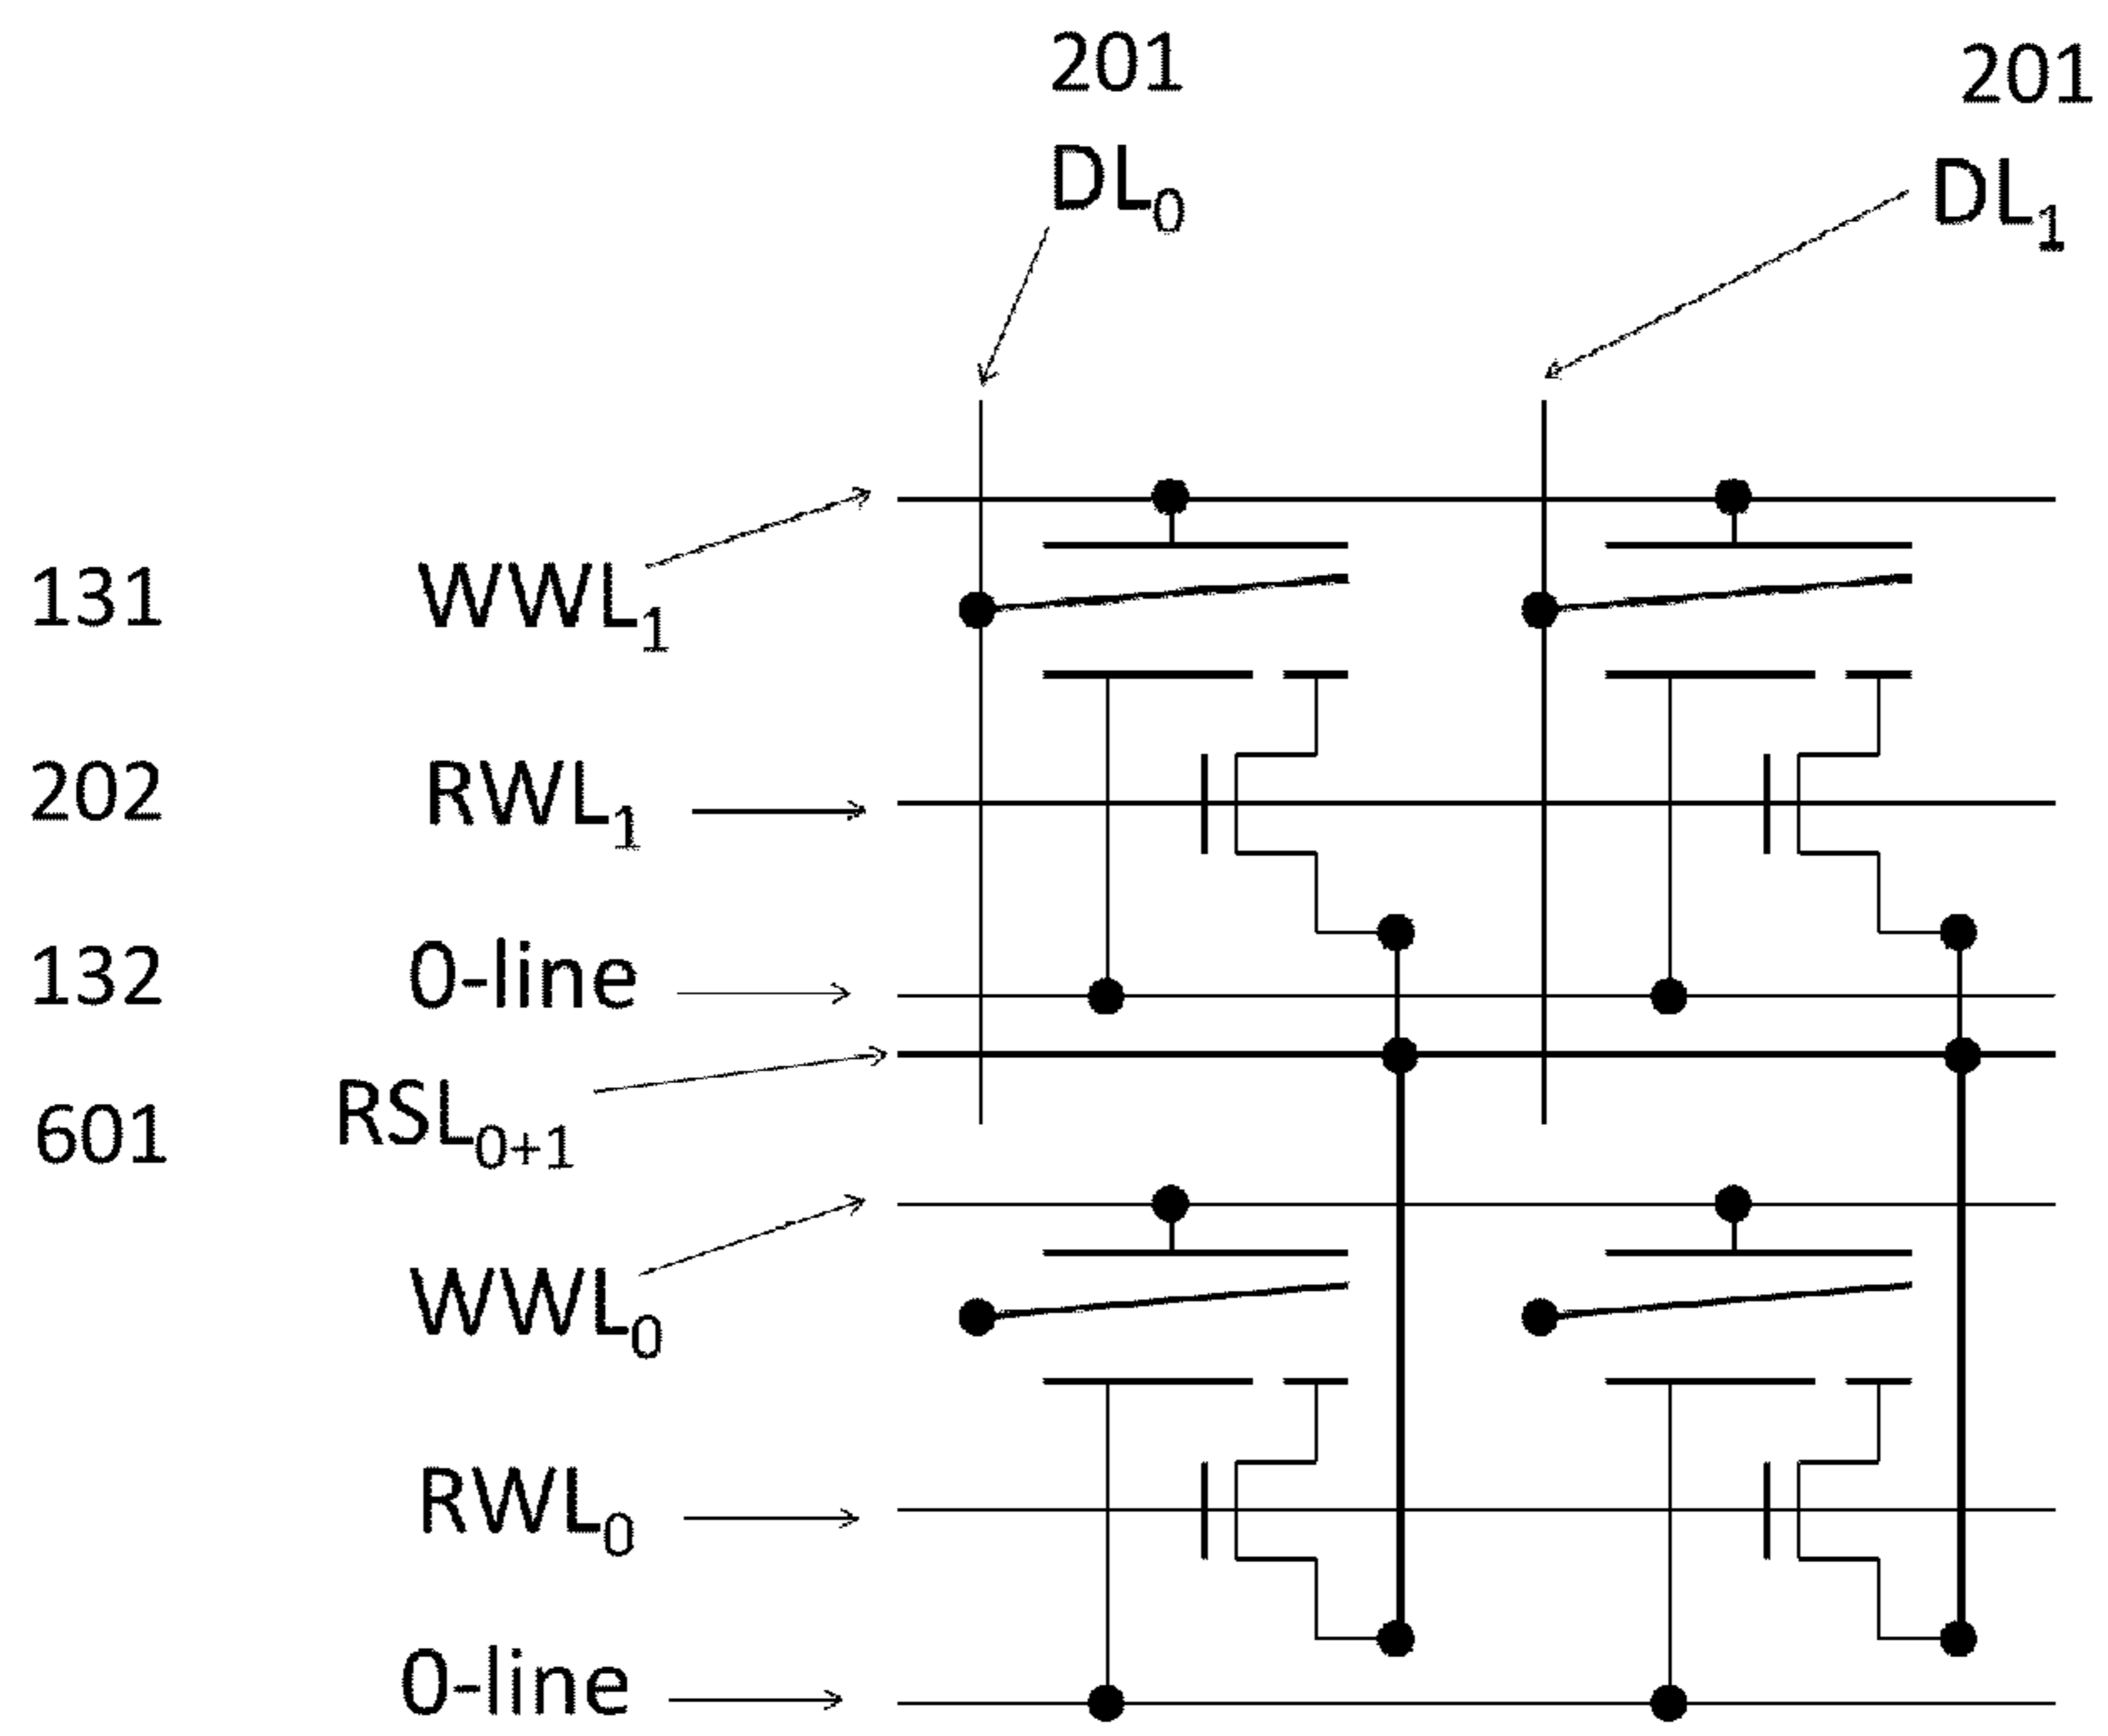 201 201
DL₀ DL₁
131 WWL₁
202 RWL₁
132 0-line
601 RSL₀₊₁
WWL₀
RWL₀
0-line